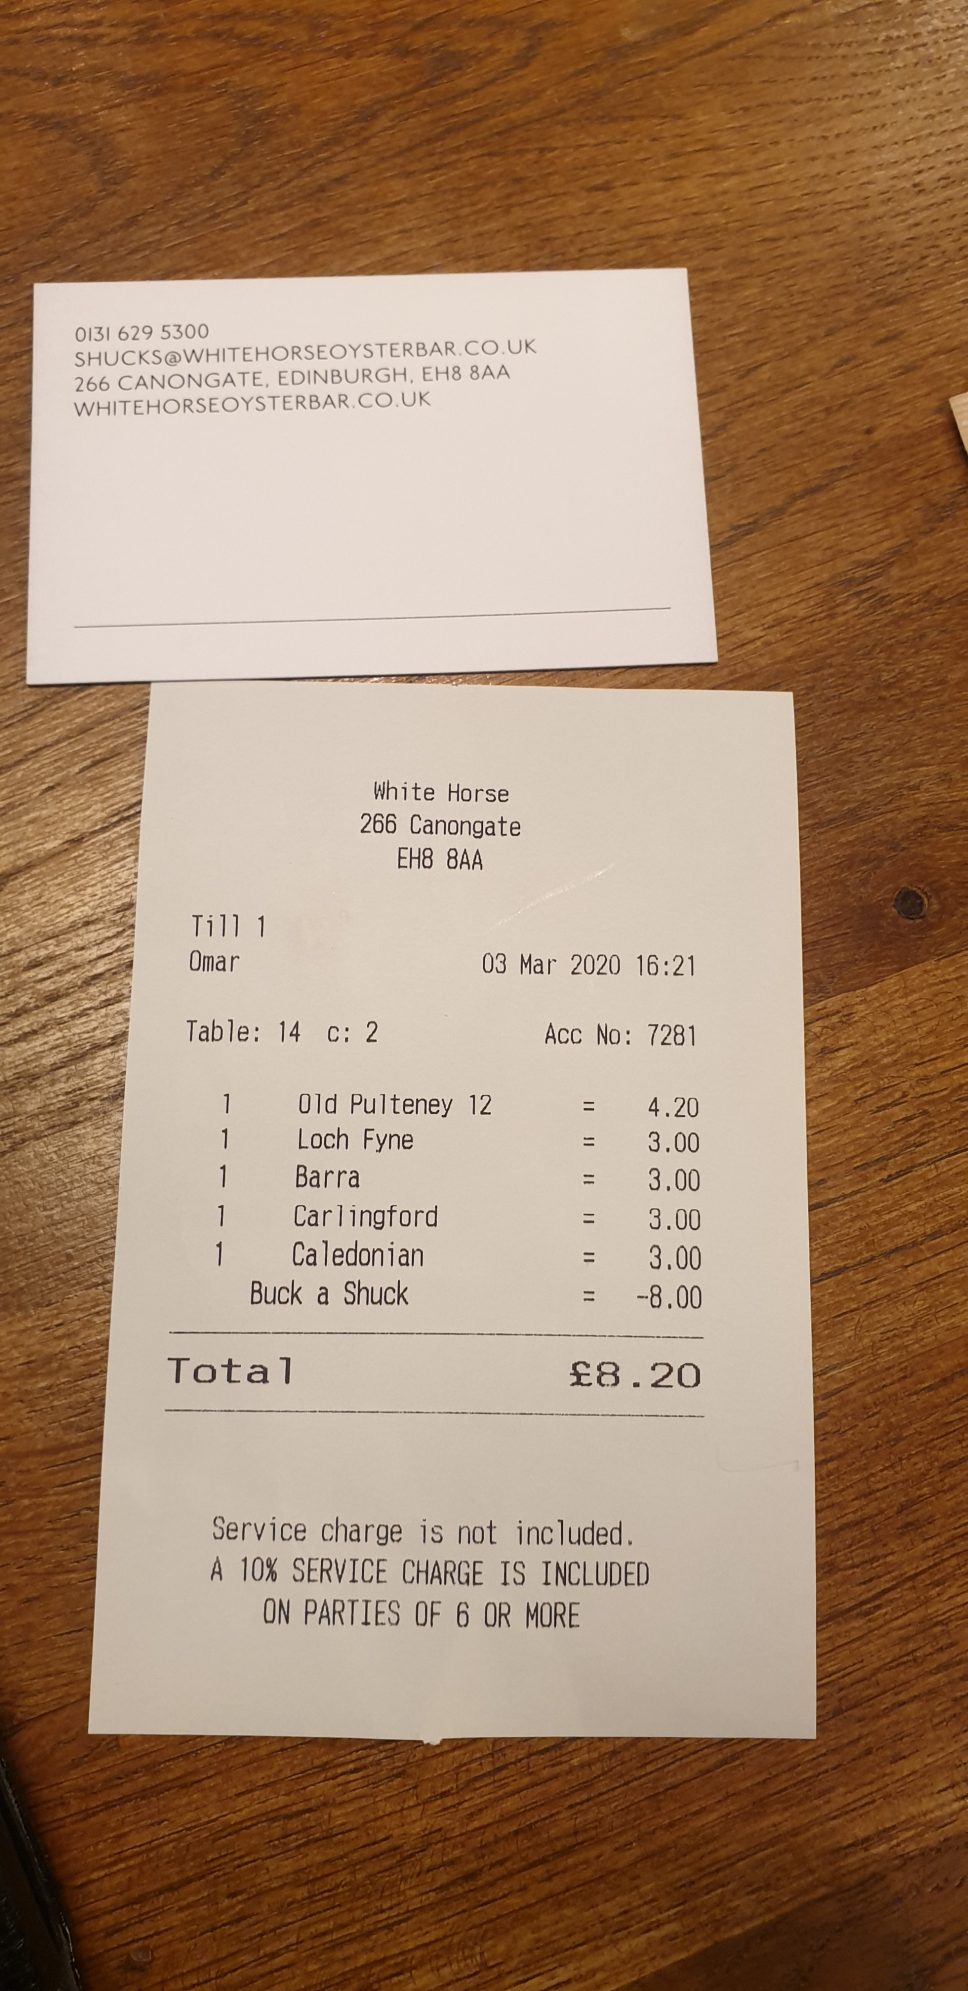 0131 629 5300
SHUCKS@WHITEHORSEOYSTERBAR.CO.UK
266 CANONGATE, EDINBURGH, EH8 8AA
WHITEHORSEOYSTERBAR.CO.UK
White Horse
266 Canongate
EH8 8AA
Till 1
Omar 03 Mar 2020 16:21
Table: 14 c: 2 Acc No: 7281
1 Old Pulteney 12 = 4.20
1 Loch Fyne = 3.00
1 Barra = 3.00
1 Carlingford = 3.00
1 Caledonian = 3.00
Buck a Shuck = -8.00
Total £8.20
Service charge is not included.
A 10% SERVICE CHARGE IS INCLUDED
ON PARTIES OF 6 OR MORE